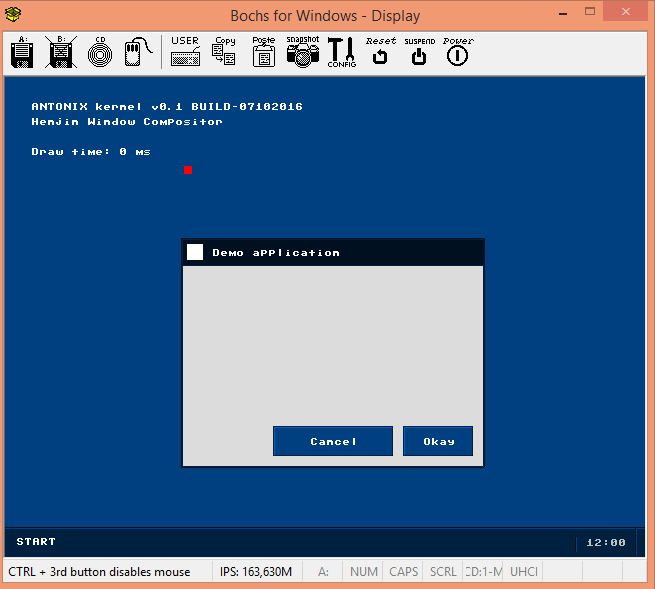 Bochs for Windows - Display
A: B: CD USER Copy Paste snapshot CONFIG Reset SUSPEND Power
ANTONIX kernel v0.1 BUILD-07102016
Henjin Window Compositor
Draw time: 0 ms
Demo application
Cancel Okay
START 12:00
CTRL + 3rd button disables mouse IPS: 163,630M A: NUM CAPS SCRL CD:1-M UHCI